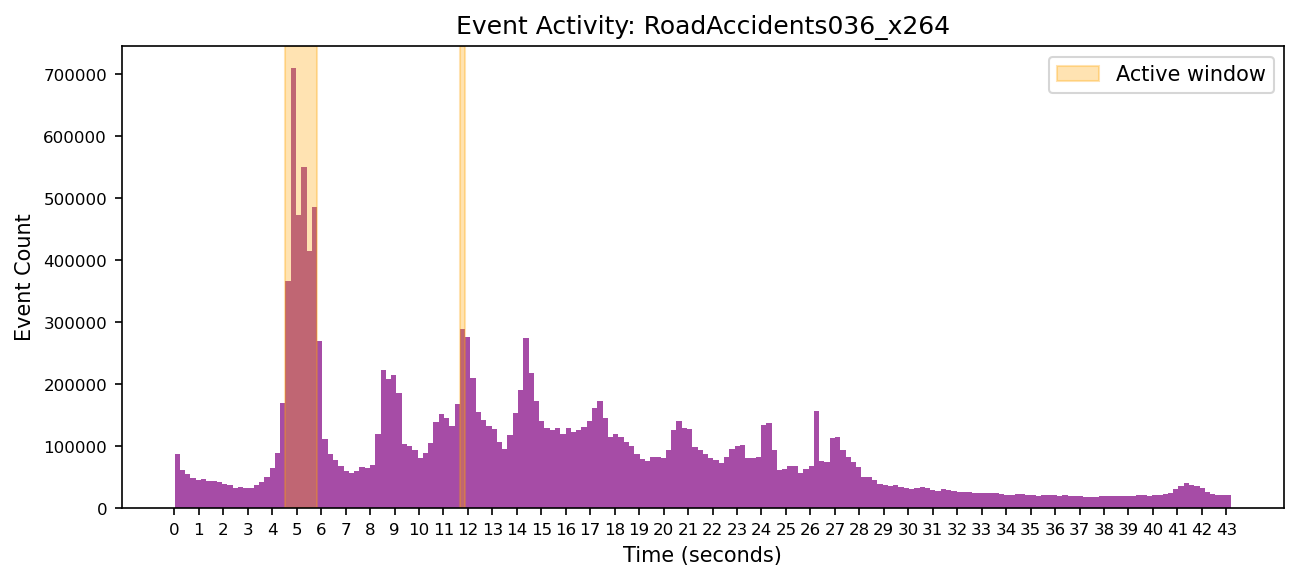 Event Activity: RoadAccidents036_x264
Active window
Event Count
700000
600000
500000
400000
300000
200000
100000
0
0 1 2 3 4 5 6 7 8 9 10 11 12 13 14 15 16 17 18 19 20 21 22 23 24 25 26 27 28 29 30 31 32 33 34 35 36 37 38 39 40 41 42 43
Time (seconds)